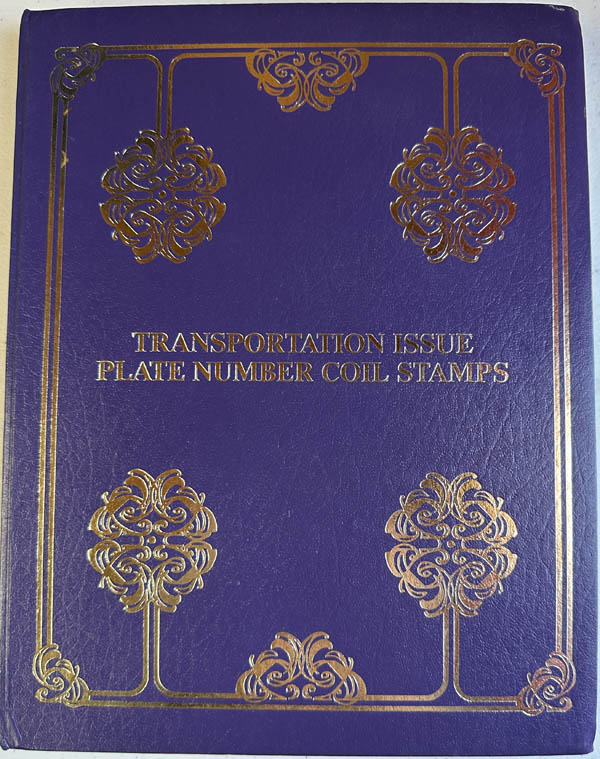 TRANSPORTATION ISSUE
PLATE NUMBER COIL STAMPS